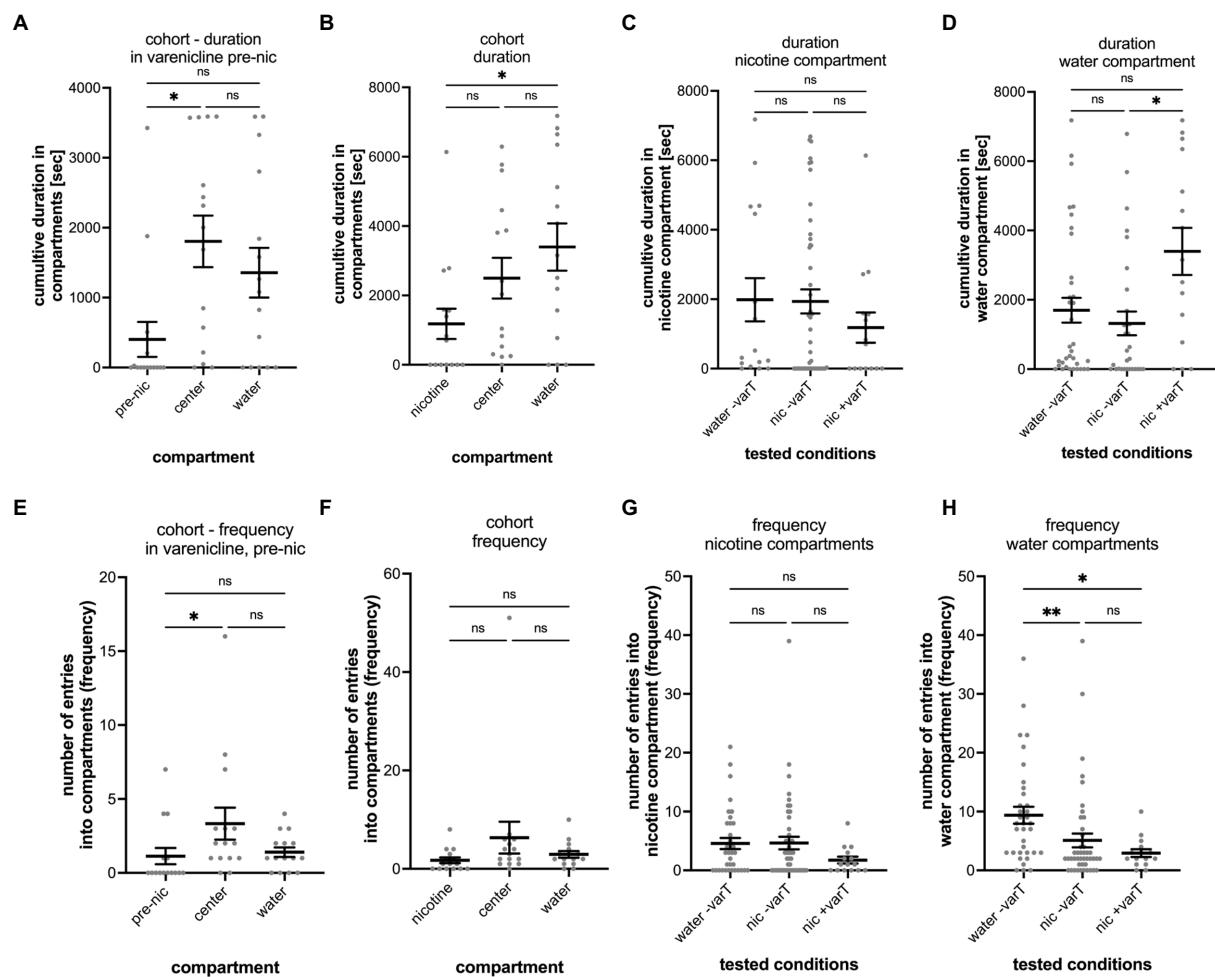 A
cohort - duration
in varenicline pre-nic
ns
* ns
4000
3000
2000
1000
0
cumultive duration in
compartments [sec]
pre-nic
center
water
compartment
B
cohort
duration
*
ns ns
8000
6000
4000
2000
0
cumultive duration in
compartments [sec]
nicotine
center
water
compartment
C
duration
nicotine compartment
ns
ns ns
8000
6000
4000
2000
0
cumultive duration in
nicotine compartment [sec]
water -varT
nic -varT
nic +varT
tested conditions
D
duration
water compartment
ns
ns *
8000
6000
4000
2000
0
cumultive duration in
water compartment [sec]
water -varT
nic -varT
nic +varT
tested conditions
E
cohort - frequency
in varenicline, pre-nic
ns
* ns
20
15
10
5
0
number of entries
into compartments (frequency)
pre-nic
center
water
compartment
F
cohort
frequency
ns
ns ns
60
40
20
0
number of entries
into compartments (frequency)
nicotine
center
water
compartment
G
frequency
nicotine compartments
ns
ns ns
50
40
30
20
10
0
number of entries into
nicotine compartment (frequency)
water -varT
nic -varT
nic +varT
tested conditions
H
frequency
water compartments
*
** ns
50
40
30
20
10
0
number of entries into
water compartment (frequency)
water -varT
nic -varT
nic +varT
tested conditions